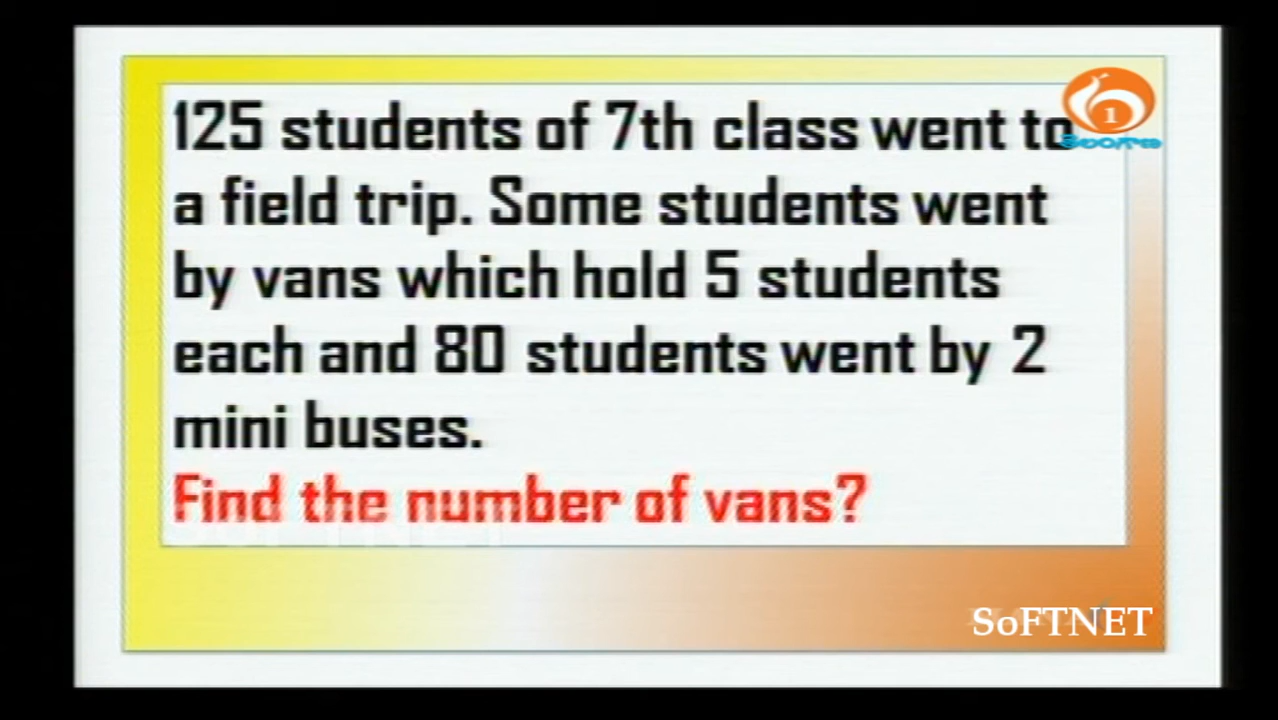 125 students of 7th class went to
a field trip. Some students went
by vans which hold 5 students
each and 80 students went by 2
mini buses.
Find the number of vans?
1
SoFTNET